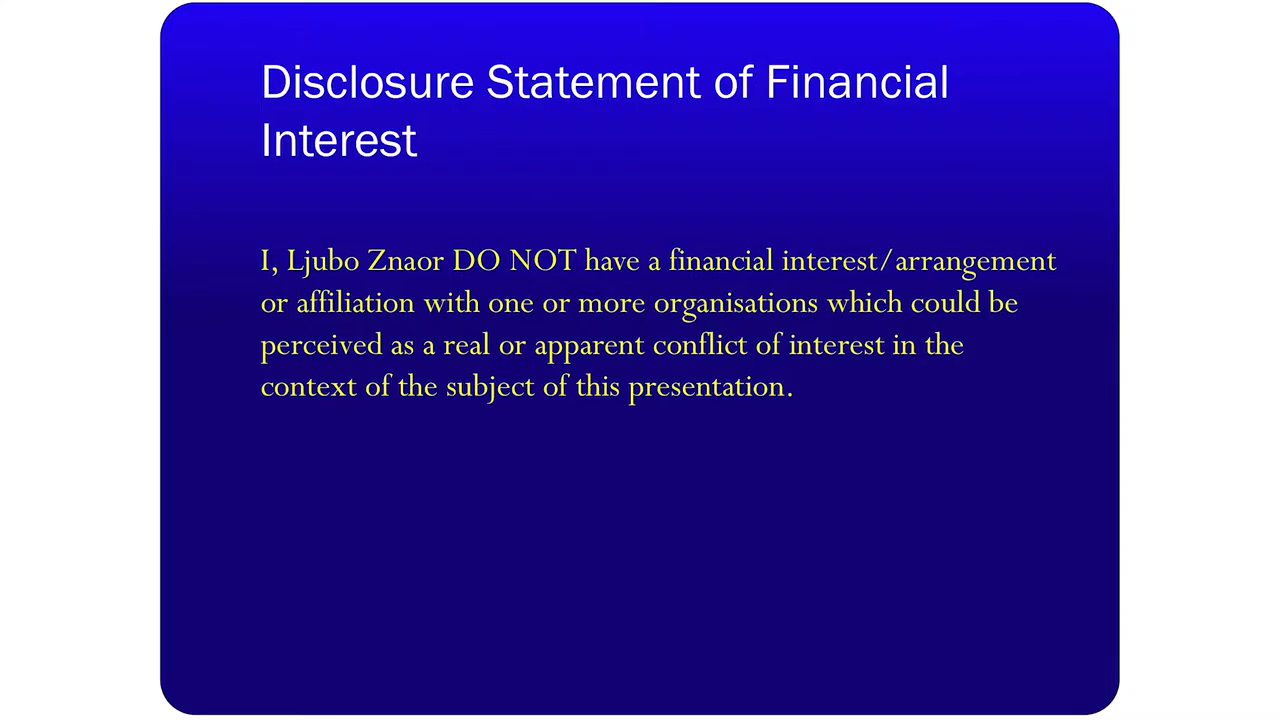 Disclosure Statement of Financial
Interest
I, Ljubo Znaor DO NOT have a financial interest/arrangement
or affiliation with one or more organisations which could be
perceived as a real or apparent conflict of interest in the
context of the subject of this presentation.